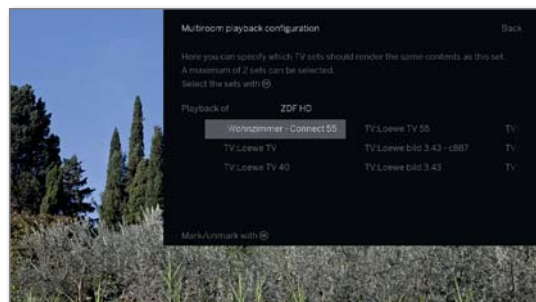 Multiroom playback configuration Back
Here you can specify which TV sets should render the same contents as this set.
A maximum of 2 sets can be selected.
Select the sets with OK.
Playback of ZDF HD
Wohnzimmer - Connect 55 TV:Loewe TV 55 TV:
TV:Loewe TV TV:Loewe bild 3.43 - c887 TV:
TV:Loewe TV 40 TV:Loewe bild 3.43 TV:
Mark/unmark with OK